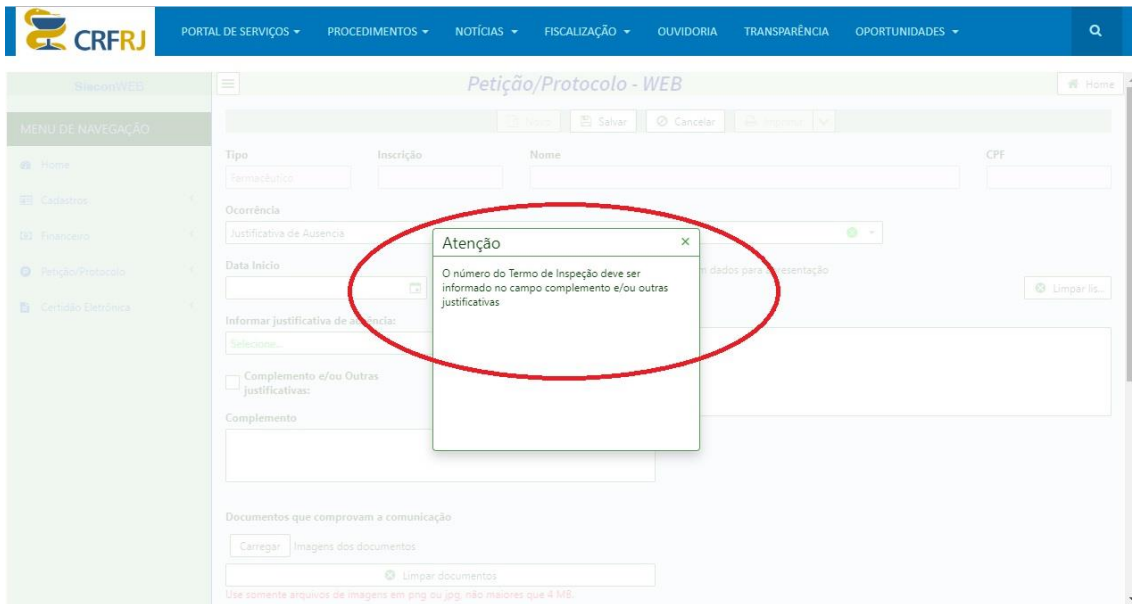 CRFRJ
PORTAL DE SERVIÇOS PROCEDIMENTOS NOTÍCIAS FISCALIZAÇÃO OUVIDORIA TRANSPARÊNCIA OPORTUNIDADES
SisconWEB
Petição/Protocolo - WEB
Home
MENU DE NAVEGAÇÃO
Novo Salvar Cancelar Imprimir
Home
Cadastros
Financeiro
Petição/Protocolo
Certidão Eletrônica
Tipo Inscrição Nome CPF
Farmacêutico
Ocorrência
Justificativa de Ausência
Data Início
dados para apresentação
Limpar lis...
Informar justificativa de ausência:
Selecione...
Complemento e/ou Outras
justificativas:
Complemento
Atenção
O número do Termo de Inspeção deve ser
informado no campo complemento e/ou outras
justificativas
Documentos que comprovam a comunicação
Carregar Imagens dos documentos
Limpar documentos
Use somente arquivos de imagens em png ou jpg, não maiores que 4 MB.